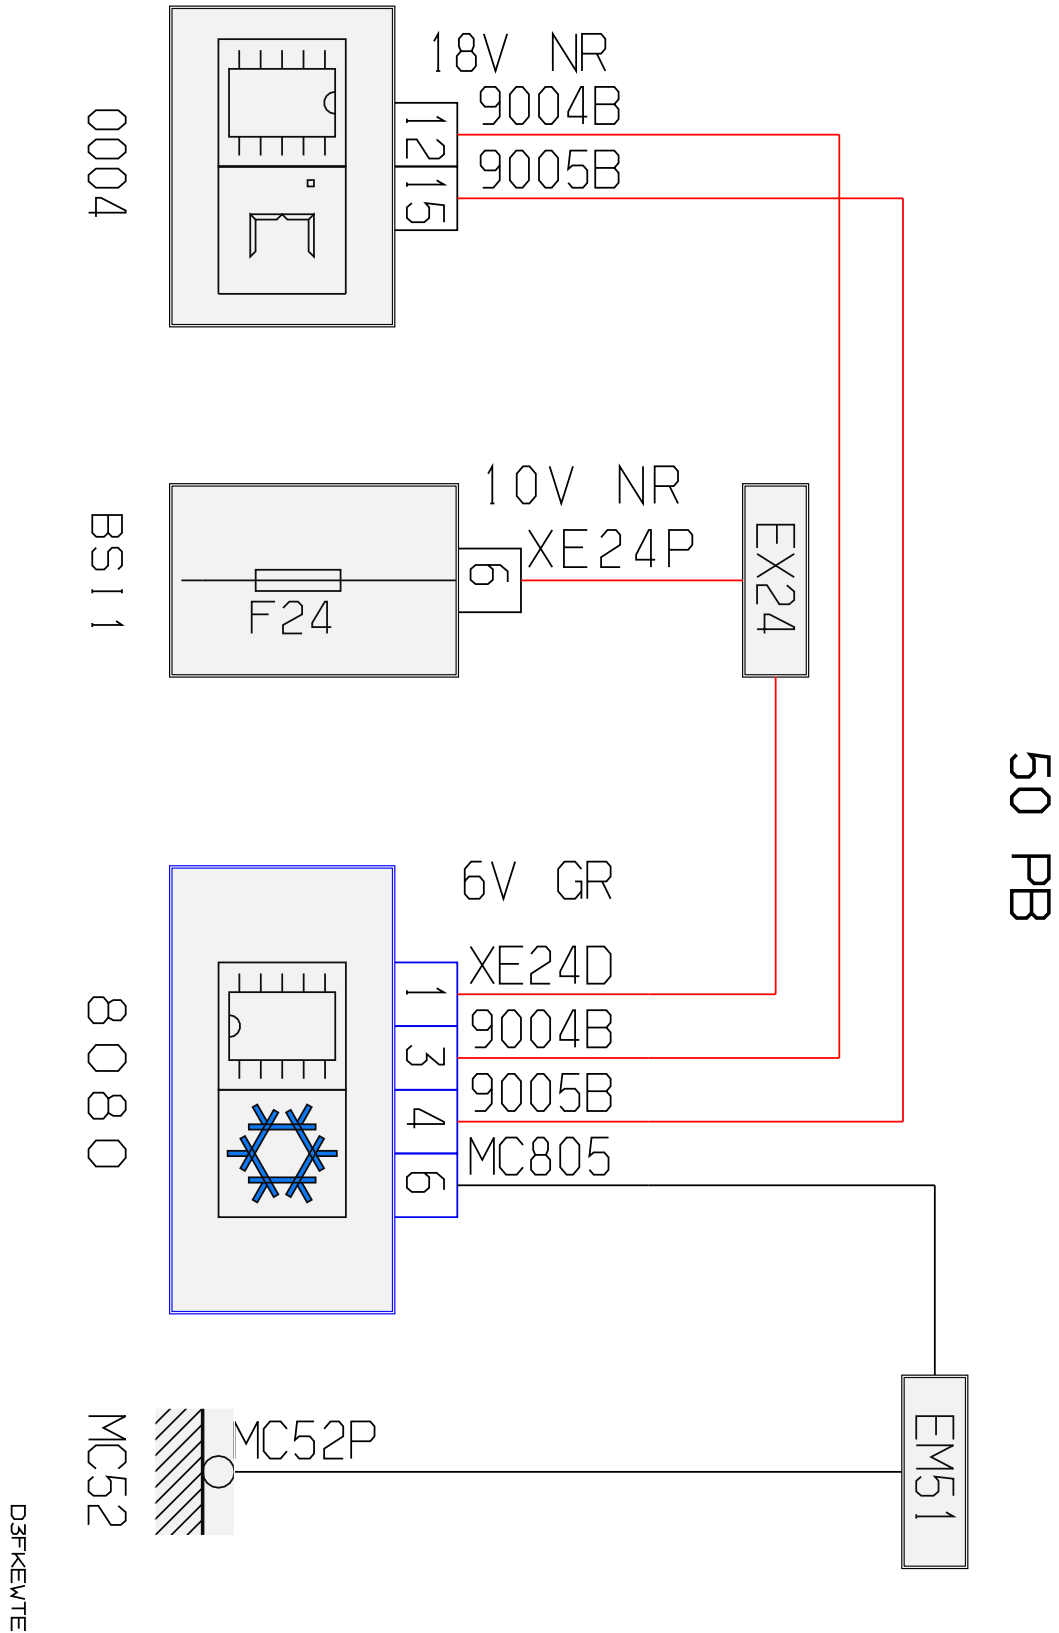 18V NR
9004B
9005B
12
15
0004
10V NR
XE24P
6
EX24
F24
BSI1
50 PB
6V GR
XE24D
9004B
9005B
MC805
1
3
4
6
8080
MC52P
EM51
MC52
D3FKEWTE